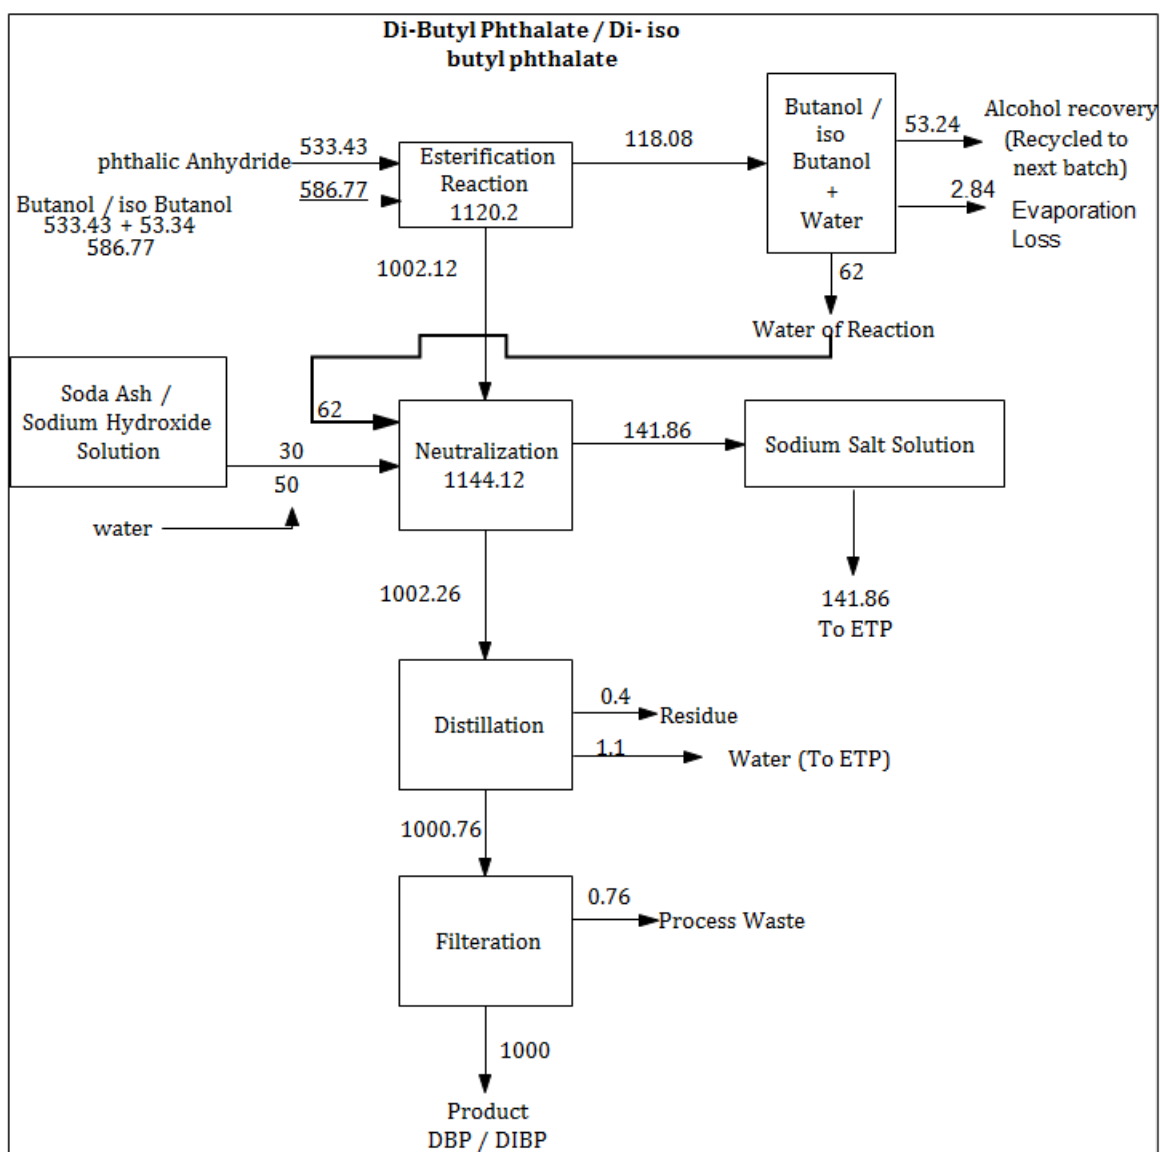 Di-Butyl Phthalate / Di- iso
butyl phthalate
phthalic Anhydride
533.43
586.77
Butanol / iso Butanol
533.43 + 53.34
586.77
Esterification
Reaction
1120.2
118.08
Butanol /
iso
Butanol
+
Water
53.24
Alcohol recovery
(Recycled to
next batch)
2.84
Evaporation
Loss
1002.12
62
Water of Reaction
Soda Ash /
Sodium Hydroxide
Solution
62
30
50
water
Neutralization
1144.12
141.86
Sodium Salt Solution
141.86
To ETP
1002.26
Distillation
0.4
Residue
1.1
Water (To ETP)
1000.76
Filteration
0.76
Process Waste
1000
Product
DBP / DIBP